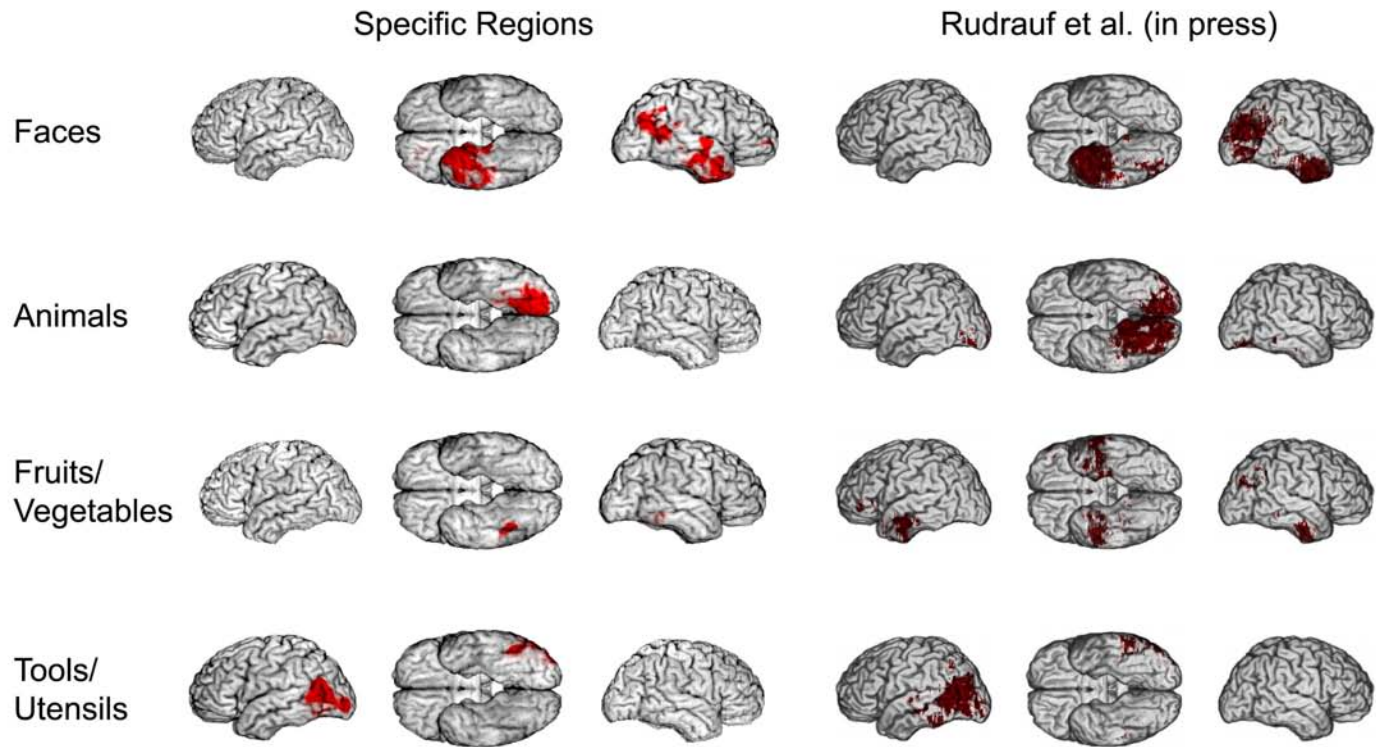 Specific Regions
Rudrauf et al. (in press)
Faces
Animals
Fruits/
Vegetables
Tools/
Utensils